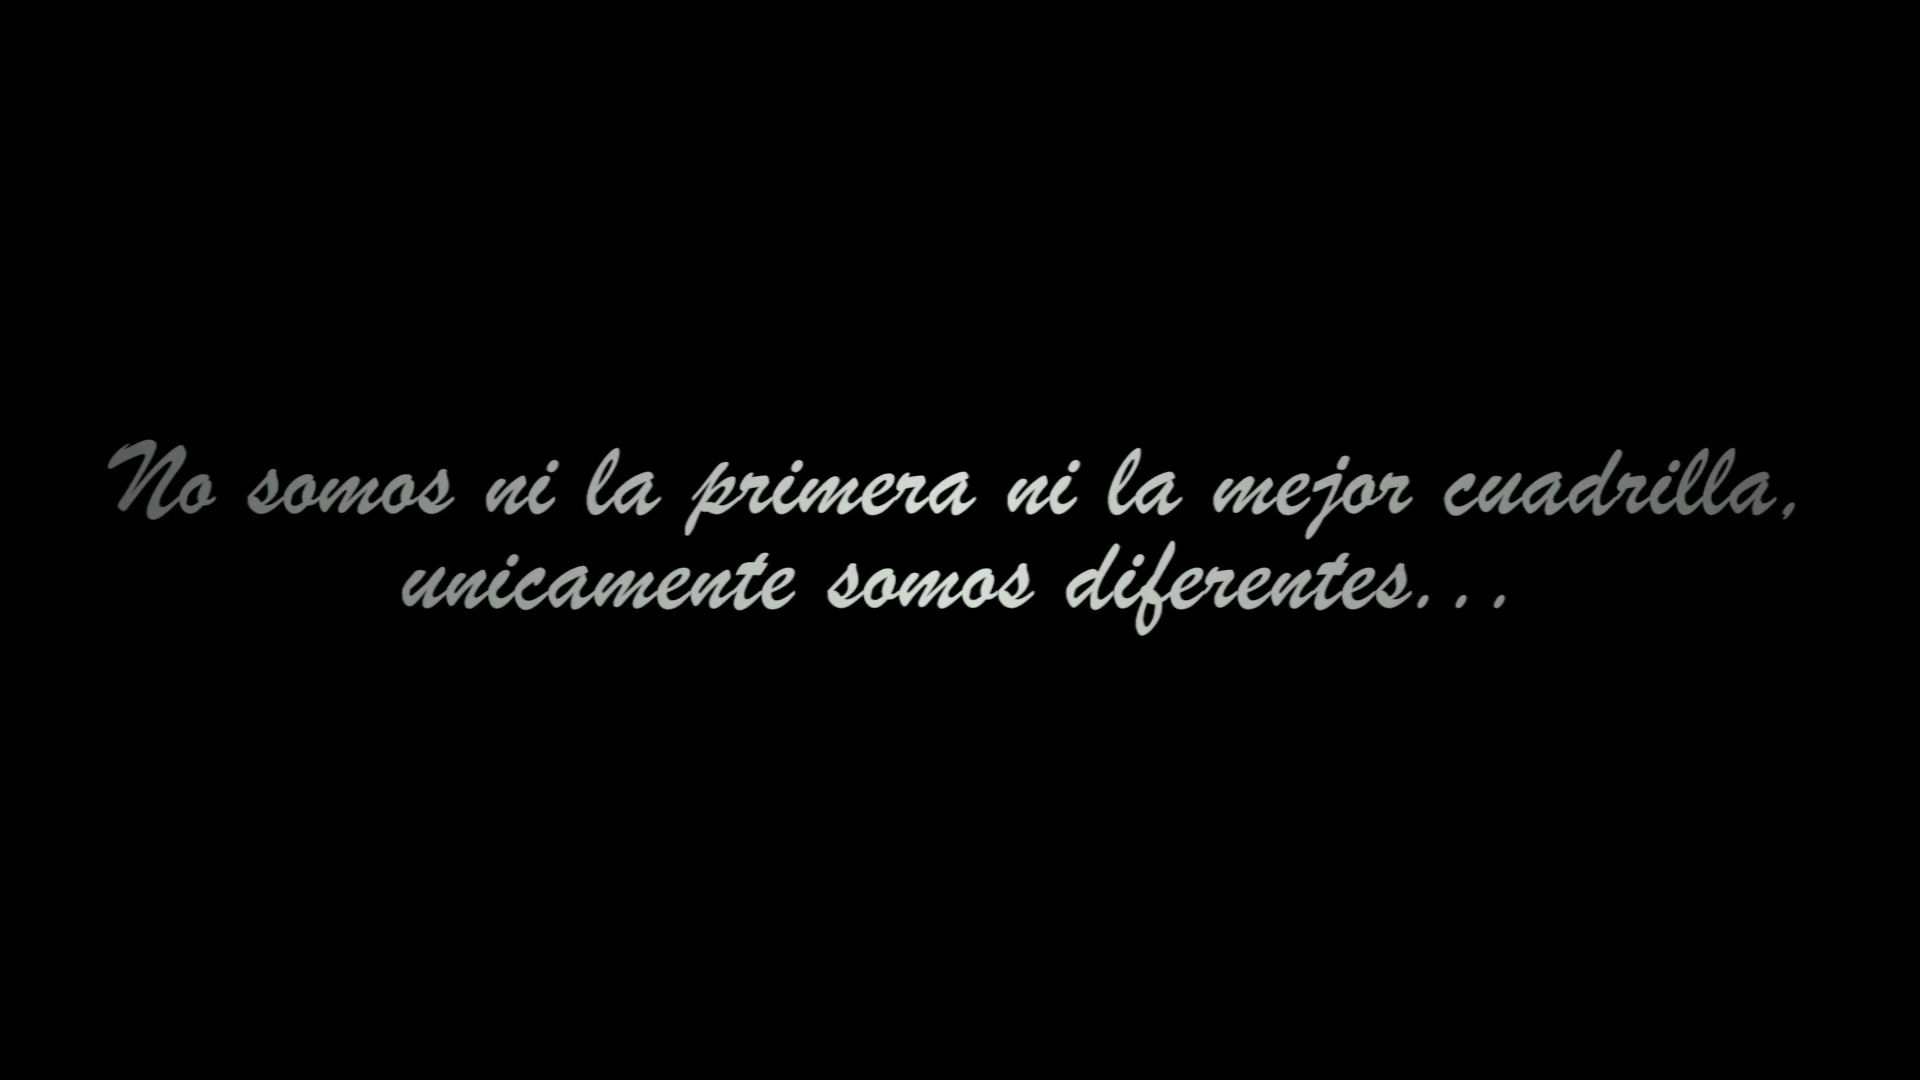 No somos ni la primera ni la mejor cuadrilla,
unicamente somos diferentes...